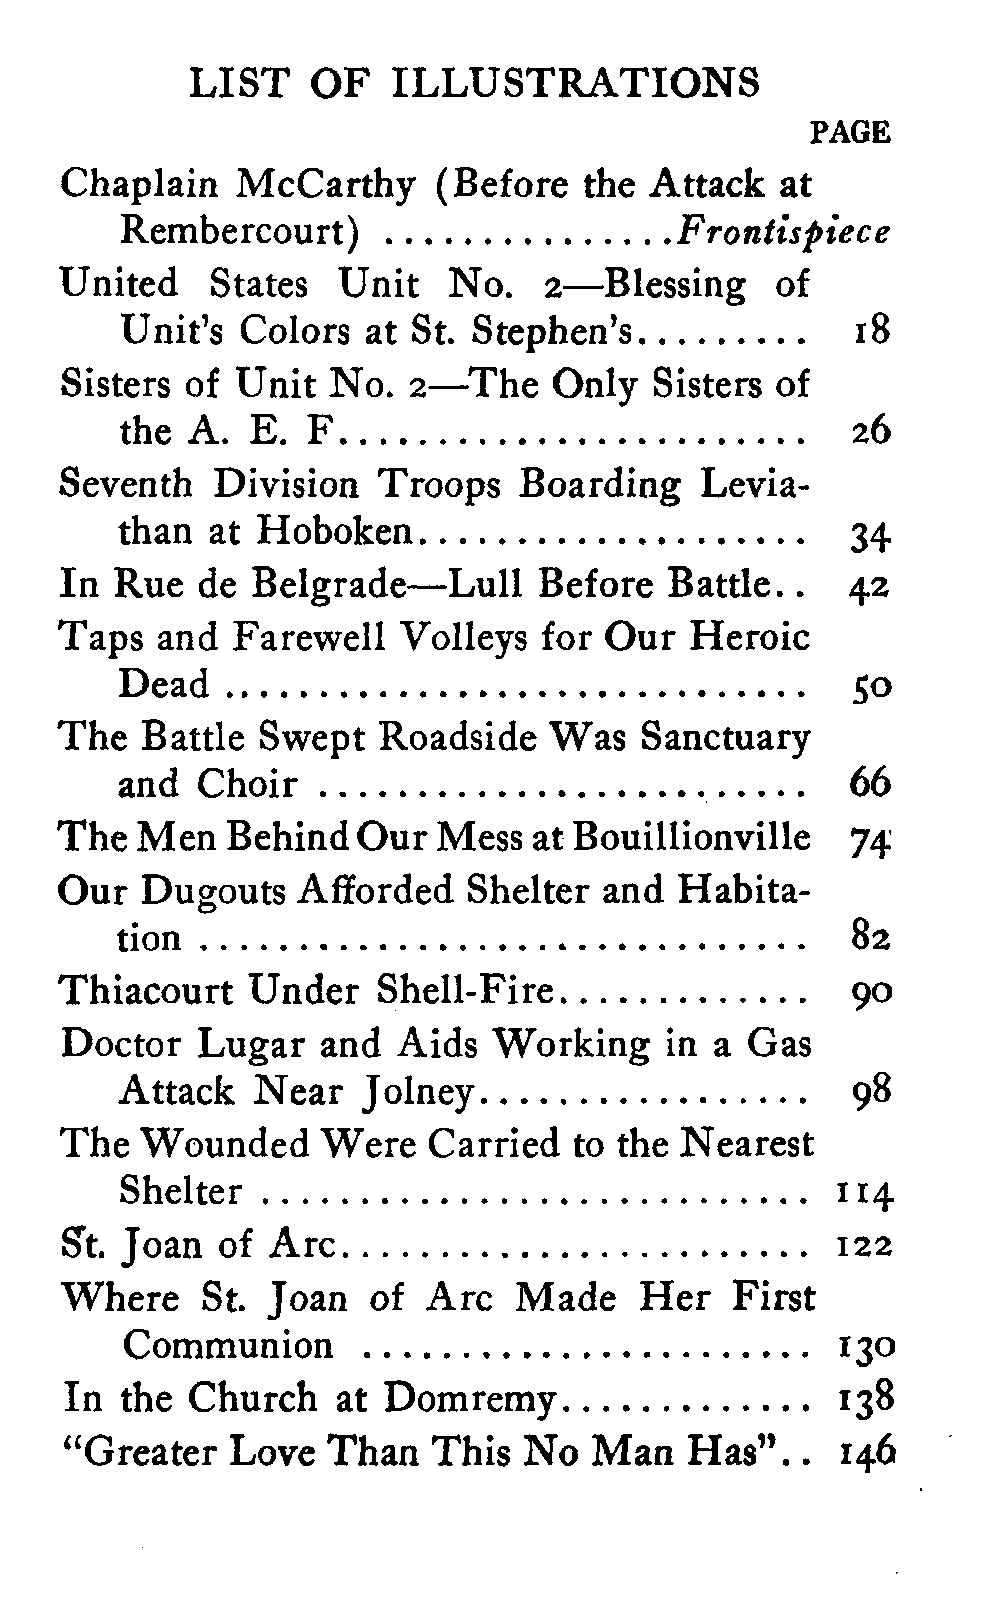 LIST OF ILLUSTRATIONS
PAGE
Chaplain McCarthy (Before the Attack at
Rembercourt) ...............Frontispiece
United States Unit No. 2—Blessing of
Unit's Colors at St. Stephen's......... 18
Sisters of Unit No. 2—The Only Sisters of
the A. E. F........................ 26
Seventh Division Troops Boarding Levia-
than at Hoboken.................... 34
In Rue de Belgrade—Lull Before Battle.. 42
Taps and Farewell Volleys for Our Heroic
Dead .............................. 50
The Battle Swept Roadside Was Sanctuary
and Choir ......................... 66
The Men Behind Our Mess at Bouillionville 74
Our Dugouts Afforded Shelter and Habita-
tion ............................... 82
Thiacourt Under Shell-Fire............. 90
Doctor Lugar and Aids Working in a Gas
Attack Near Jolney................. 98
The Wounded Were Carried to the Nearest
Shelter ............................ 114
St. Joan of Arc........................ 122
Where St. Joan of Arc Made Her First
Communion ....................... 130
In the Church at Domremy............. 138
“Greater Love Than This No Man Has”.. 146